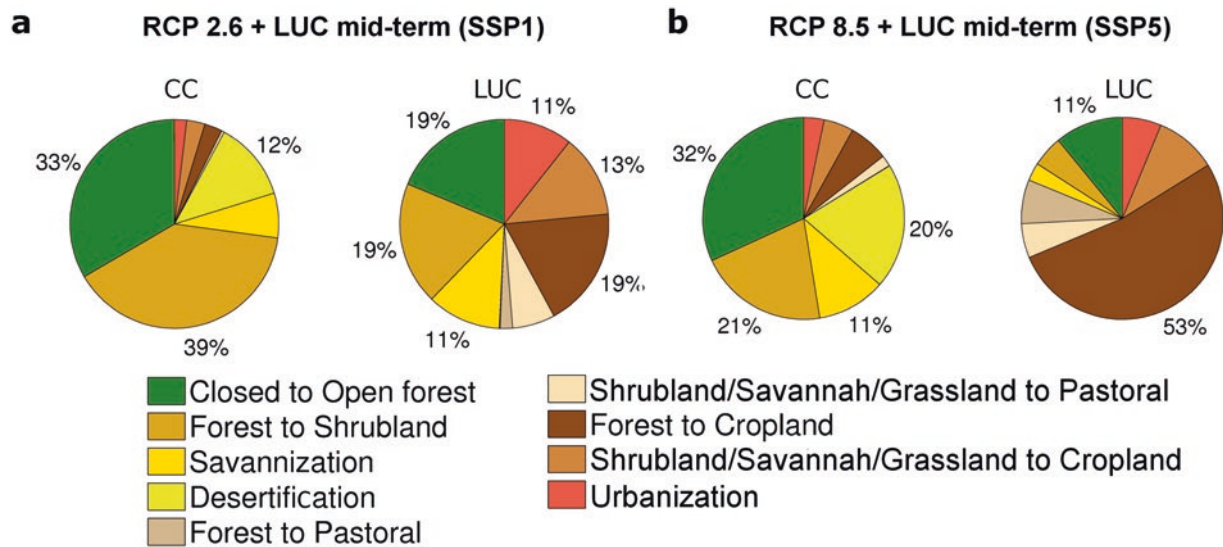 a RCP 2.6 + LUC mid-term (SSP1)
b RCP 8.5 + LUC mid-term (SSP5)
CC
33%
12%
39%
LUC
11%
19%
13%
19%
19%
11%
CC
32%
20%
21%
11%
LUC
11%
53%
Closed to Open forest
Forest to Shrubland
Savannization
Desertification
Forest to Pastoral
Shrubland/Savannah/Grassland to Pastoral
Forest to Cropland
Shrubland/Savannah/Grassland to Cropland
Urbanization